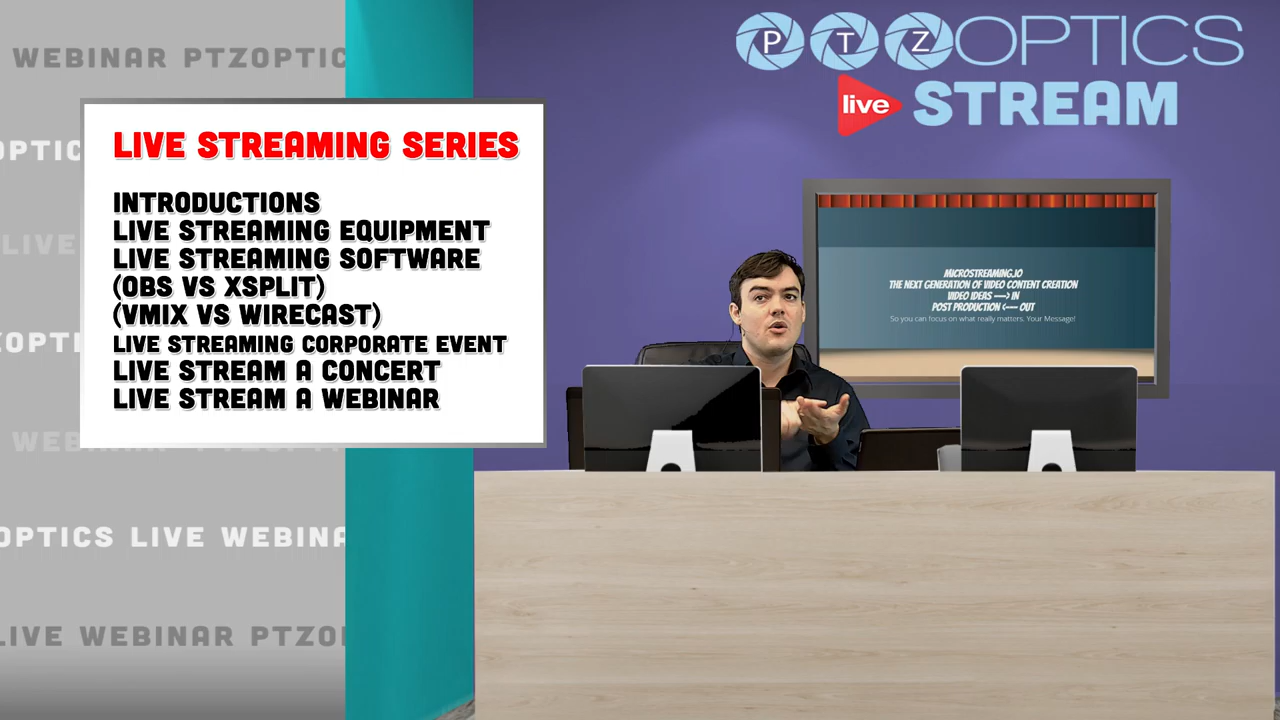 WEBINAR PTZOPTIC
OPTIC
LIVE
ZOPTI
WEB
OPTICS LIVE WEBINA
LIVE WEBINAR PTZO
LIVE STREAMING SERIES
INTRODUCTIONS
LIVE STREAMING EQUIPMENT
LIVE STREAMING SOFTWARE
(OBS VS XSPLIT)
(VMIX VS WIRECAST)
LIVE STREAMING CORPORATE EVENT
LIVE STREAM A CONCERT
LIVE STREAM A WEBINAR
PTZOPTICS
live STREAM
MICROSTREAMING.IO
THE NEXT GENERATION OF VIDEO CONTENT CREATION
VIDEO IDEAS ---> IN
POST PRODUCTION <--- OUT
So you can focus on what really matters. Your Message!